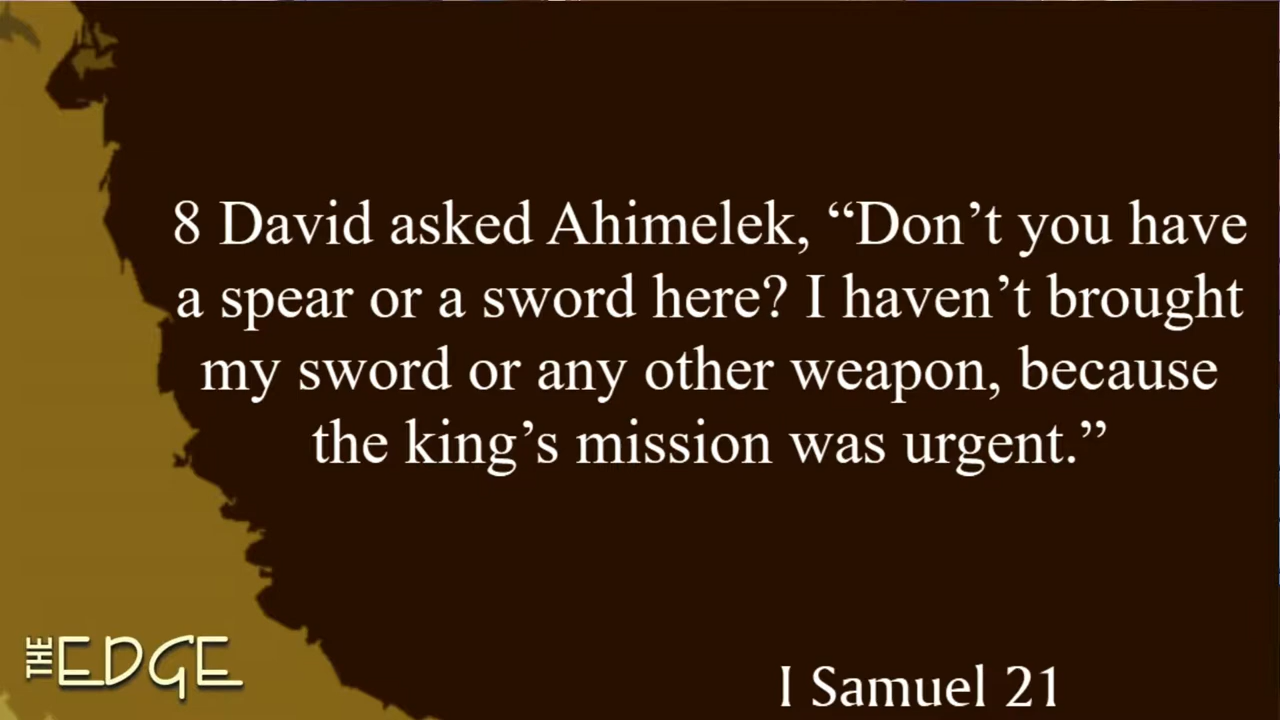 8 David asked Ahimelek, “Don’t you have
a spear or a sword here? I haven’t brought
my sword or any other weapon, because
the king’s mission was urgent.”
THE EDGE
I Samuel 21